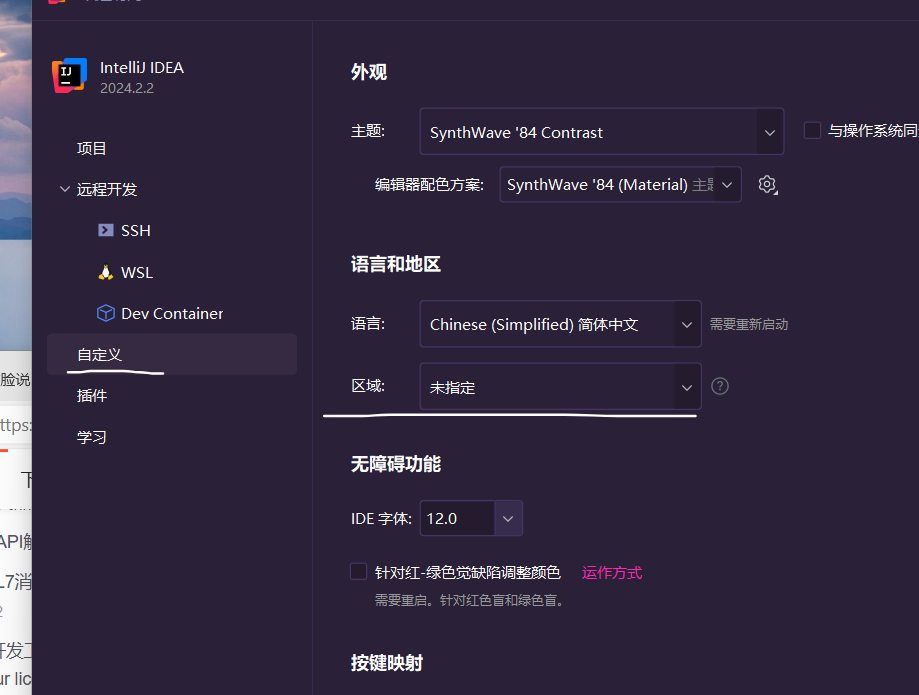 IntelliJ IDEA
2024.2.2
项目
远程开发
SSH
WSL
Dev Container
自定义
插件
学习
外观
主题: SynthWave '84 Contrast 与操作系统同
编辑器配色方案: SynthWave '84 (Material) 主题
语言和地区
语言: Chinese (Simplified) 简体中文 需要重新启动
区域: 未指定 ?
无障碍功能
IDE 字体: 12.0
针对红-绿色觉缺陷调整颜色 运作方式
需要重启。针对红色盲和绿色盲。
按键映射
脸说
ttps:
下
API解
L7消
2
开发工
ur lic